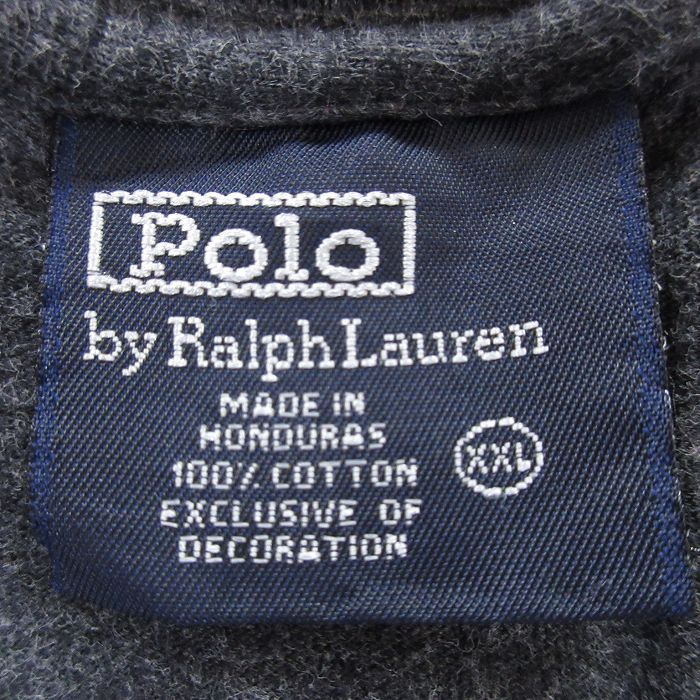 Polo
by Ralph Lauren
MADE IN
HONDURAS
100% COTTON
EXCLUSIVE OF
DECORATION
XXL